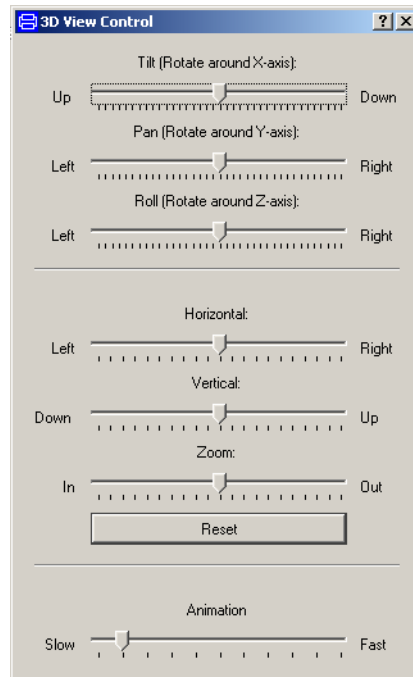 3D View Control
Tilt (Rotate around X-axis):
Up Down
Pan (Rotate around Y-axis):
Left Right
Roll (Rotate around Z-axis):
Left Right
Horizontal:
Left Right
Vertical:
Down Up
Zoom:
In Out
Reset
Animation
Slow Fast